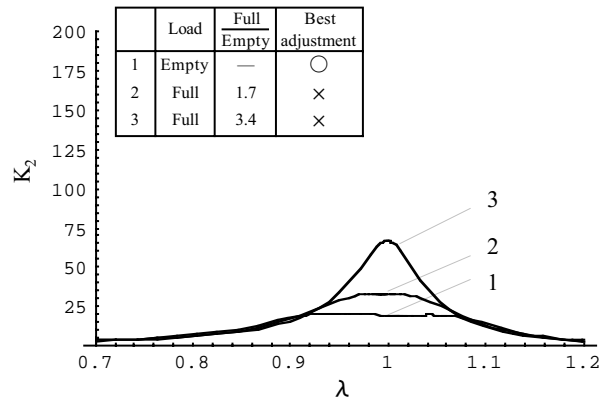 Load Full Best
Empty adjustment
1 Empty — ○
2 Full 1.7 ×
3 Full 3.4 ×
200
175
150
125
100
75
50
25
K2
3
2
1
0.7 0.8 0.9 1 1.1 1.2
λ